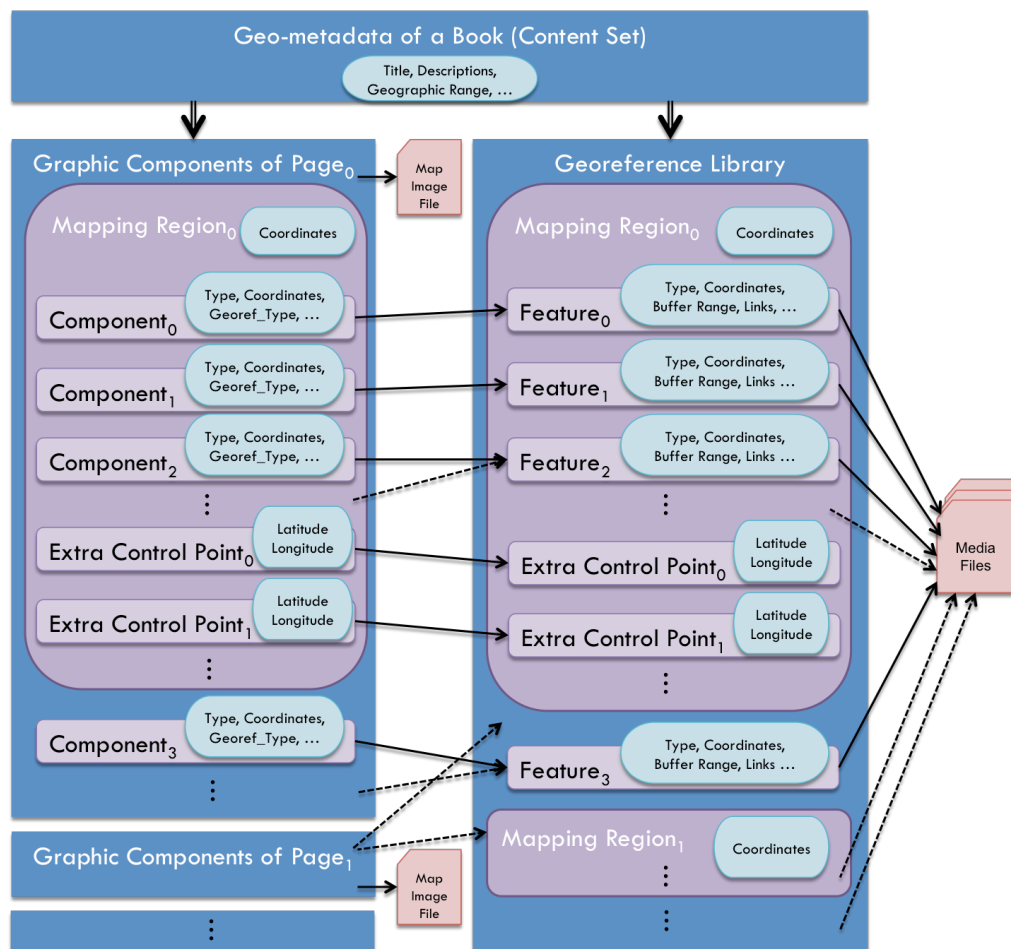 Geo-metadata of a Book (Content Set)
Title, Descriptions,
Geographic Range, ...
Graphic Components of Page0
Map
Image
File
Mapping Region0
Coordinates
Component0
Type, Coordinates,
Georef_Type, ...
Component1
Type, Coordinates,
Georef_Type, ...
Component2
Type, Coordinates,
Georef_Type, ...
Extra Control Point0
Latitude
Longitude
Extra Control Point1
Latitude
Longitude
Component3
Type, Coordinates,
Georef_Type, ...
Graphic Components of Page1
Map
Image
File
Georeference Library
Mapping Region0
Coordinates
Feature0
Type, Coordinates,
Buffer Range, Links, ...
Feature1
Type, Coordinates,
Buffer Range, Links ...
Feature2
Type, Coordinates,
Buffer Range, Links ...
Extra Control Point0
Latitude
Longitude
Extra Control Point1
Latitude
Longitude
Feature3
Type, Coordinates,
Buffer Range, Links ...
Mapping Region1
Coordinates
Media
Files